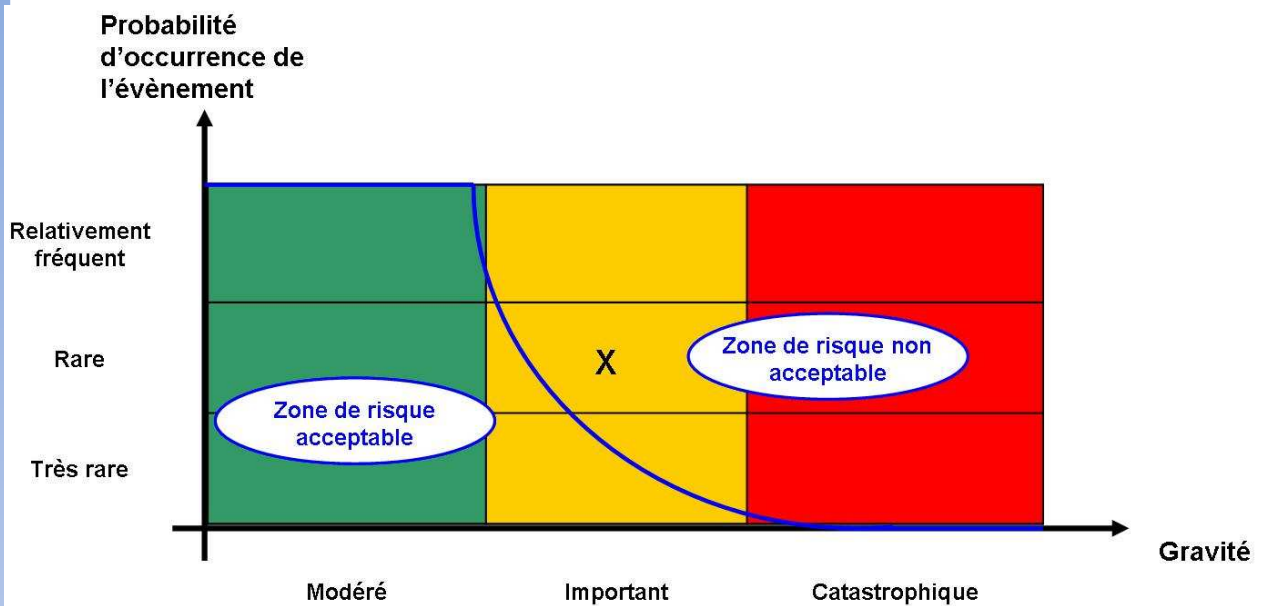 Probabilité
d'occurrence de
l'évènement
Relativement
fréquent
Rare
X
Zone de risque non
acceptable
Zone de risque
acceptable
Très rare
Gravité
Modéré
Important
Catastrophique